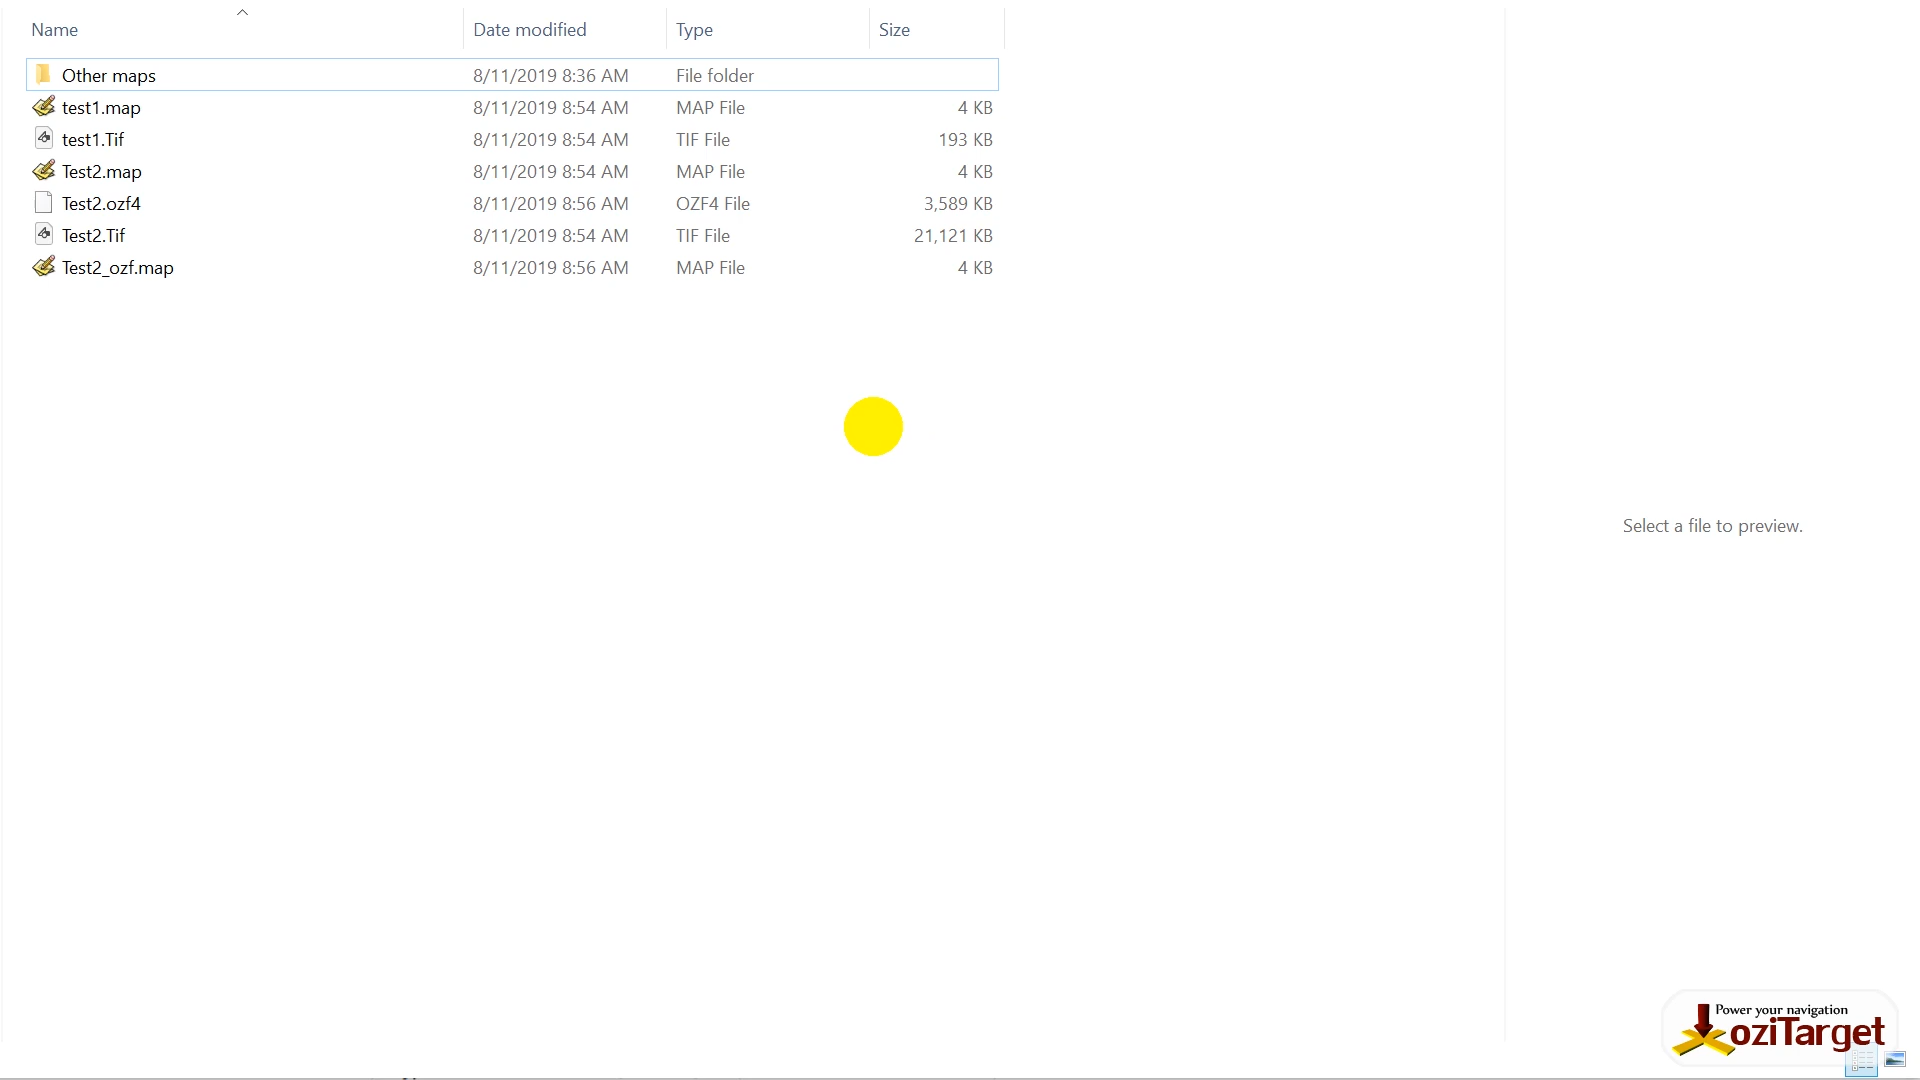 Name Date modified Type Size
Other maps 8/11/2019 8:36 AM File folder
test1.map 8/11/2019 8:54 AM MAP File 4 KB
test1.Tif 8/11/2019 8:54 AM TIF File 193 KB
Test2.map 8/11/2019 8:54 AM MAP File 4 KB
Test2.ozf4 8/11/2019 8:56 AM OZF4 File 3,589 KB
Test2.Tif 8/11/2019 8:54 AM TIF File 21,121 KB
Test2_ozf.map 8/11/2019 8:56 AM MAP File 4 KB
Select a file to preview.
Power your navigation
oziTarget